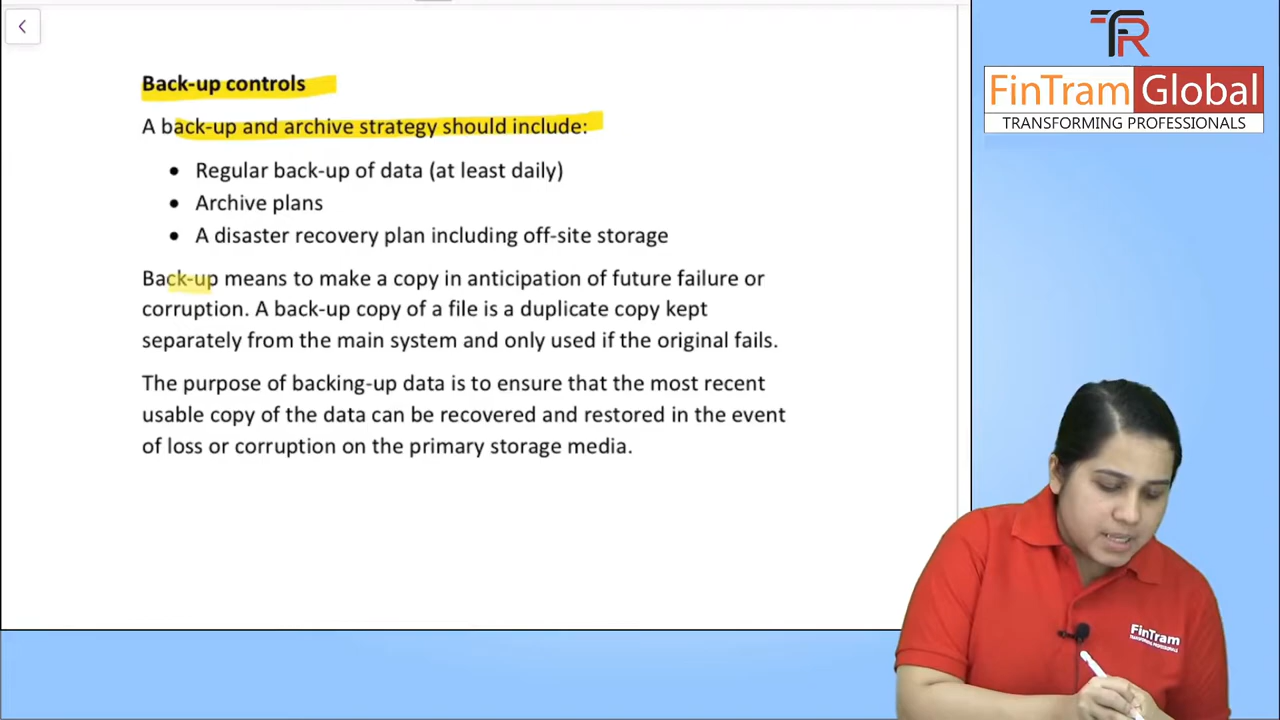 Back-up controls
A back-up and archive strategy should include:
• Regular back-up of data (at least daily)
• Archive plans
• A disaster recovery plan including off-site storage
Back-up means to make a copy in anticipation of future failure or
corruption. A back-up copy of a file is a duplicate copy kept
separately from the main system and only used if the original fails.
The purpose of backing-up data is to ensure that the most recent
usable copy of the data can be recovered and restored in the event
of loss or corruption on the primary storage media.
FinTram Global
TRANSFORMING PROFESSIONALS
FinTram
TRANSFORMING PROFESSIONALS